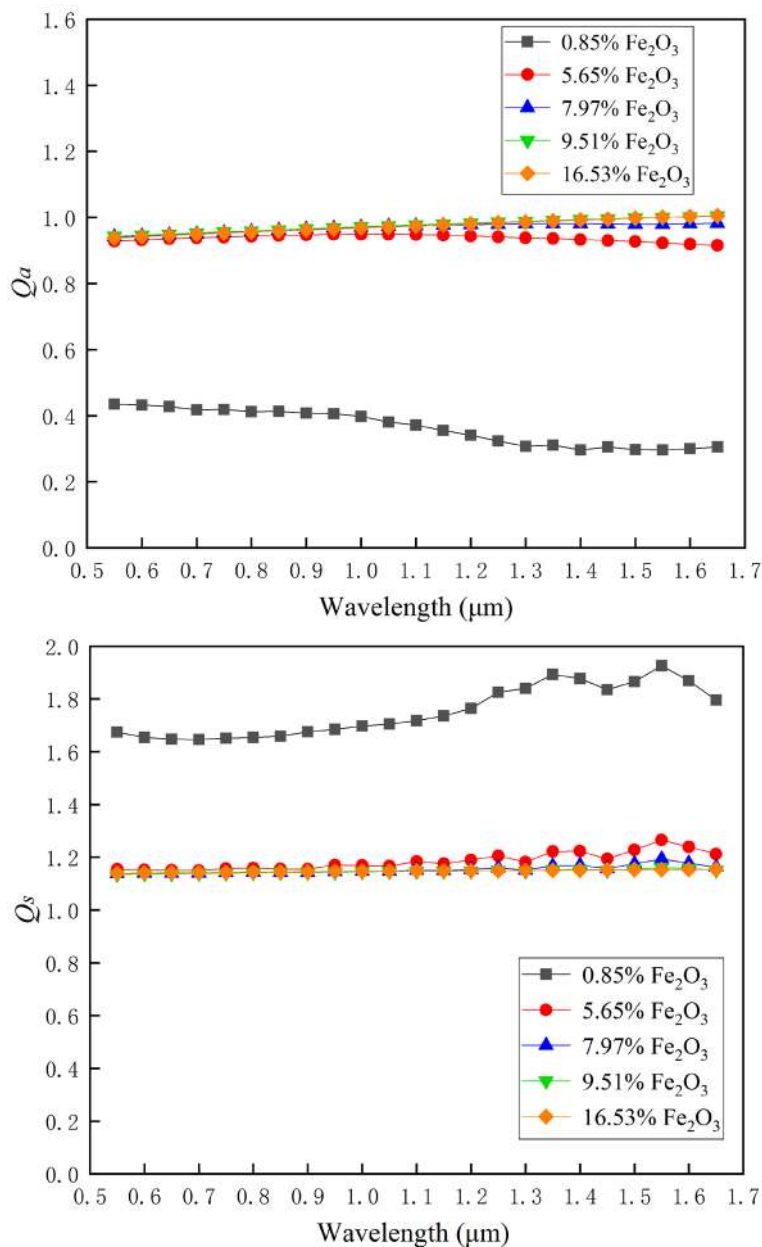 1.6
1.4
1.2
1.0
0.8
0.6
0.4
0.2
0.0
Qa
0.85% Fe₂O₃
5.65% Fe₂O₃
7.97% Fe₂O₃
9.51% Fe₂O₃
16.53% Fe₂O₃
0.5 0.6 0.7 0.8 0.9 1.0 1.1 1.2 1.3 1.4 1.5 1.6 1.7
Wavelength (μm)
2.0
1.8
1.6
1.4
1.2
1.0
0.8
0.6
0.4
0.2
0.0
Qs
0.85% Fe₂O₃
5.65% Fe₂O₃
7.97% Fe₂O₃
9.51% Fe₂O₃
16.53% Fe₂O₃
0.5 0.6 0.7 0.8 0.9 1.0 1.1 1.2 1.3 1.4 1.5 1.6 1.7
Wavelength (μm)